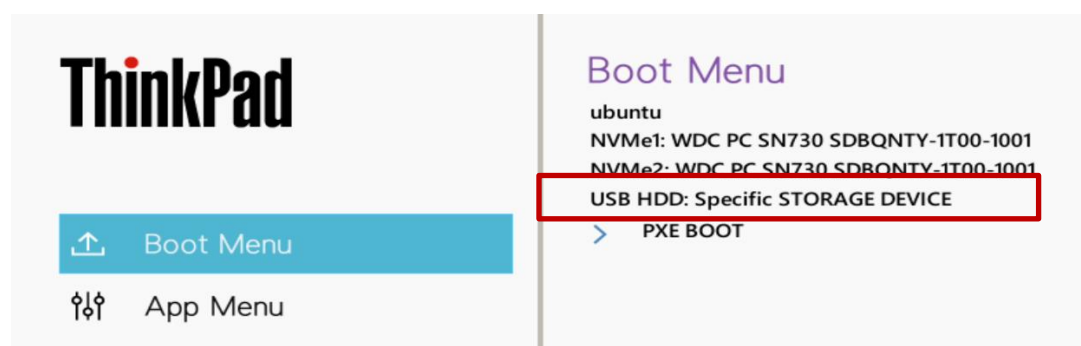 ThinkPad
Boot Menu
App Menu
Boot Menu
ubuntu
NVMe1: WDC PC SN730 SDBQNTY-1T00-1001
NVMe2: WDC PC SN730 SDBQNTY-1T00-1001
USB HDD: Specific STORAGE DEVICE
> PXE BOOT